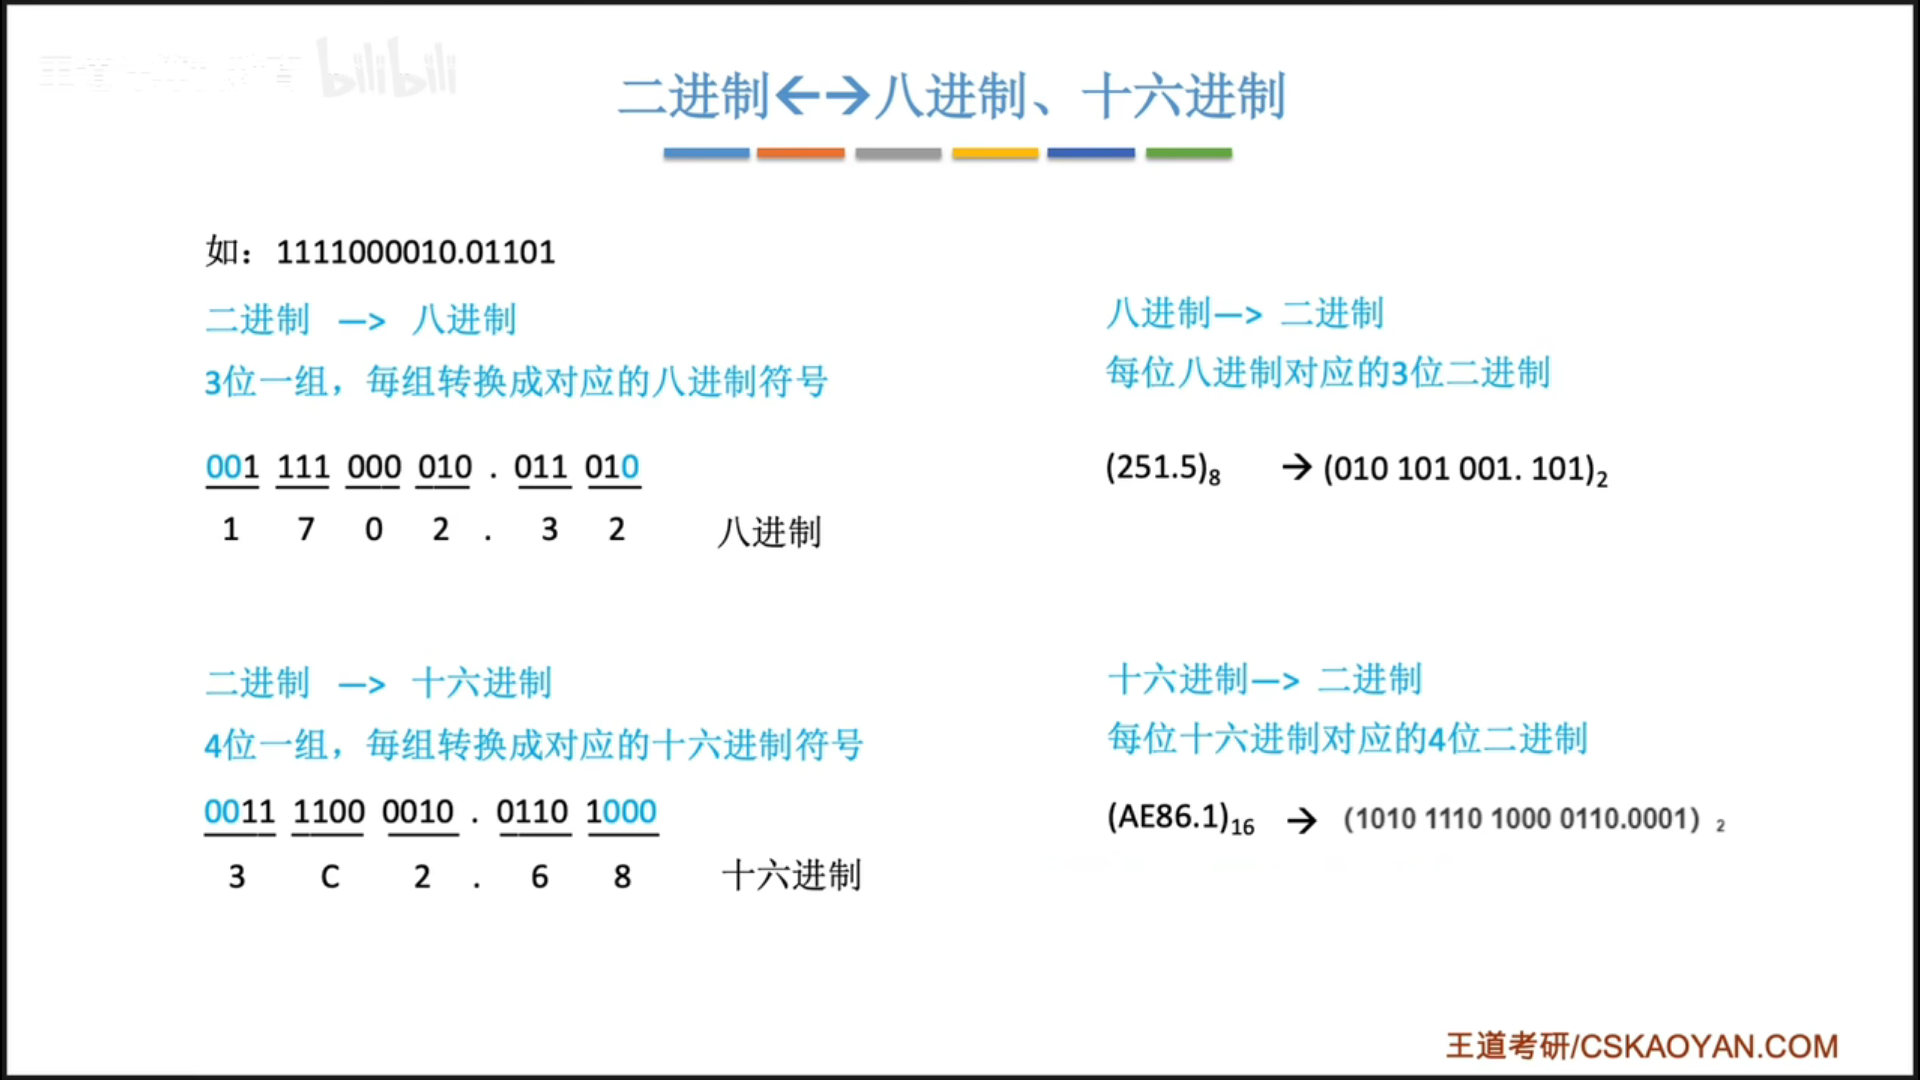 bilibili
二进制←→八进制、十六进制
如：1111000010.01101
二进制 —> 八进制
3位一组，每组转换成对应的八进制符号
001 111 000 010 . 011 010
1 7 0 2 . 3 2 八进制
八进制—> 二进制
每位八进制对应的3位二进制
(251.5)8 → (010 101 001. 101)2
二进制 —> 十六进制
4位一组，每组转换成对应的十六进制符号
0011 1100 0010 . 0110 1000
3 C 2 . 6 8 十六进制
十六进制—> 二进制
每位十六进制对应的4位二进制
(AE86.1)16 → (1010 1110 1000 0110.0001) 2
王道考研/CSKAOYAN.COM